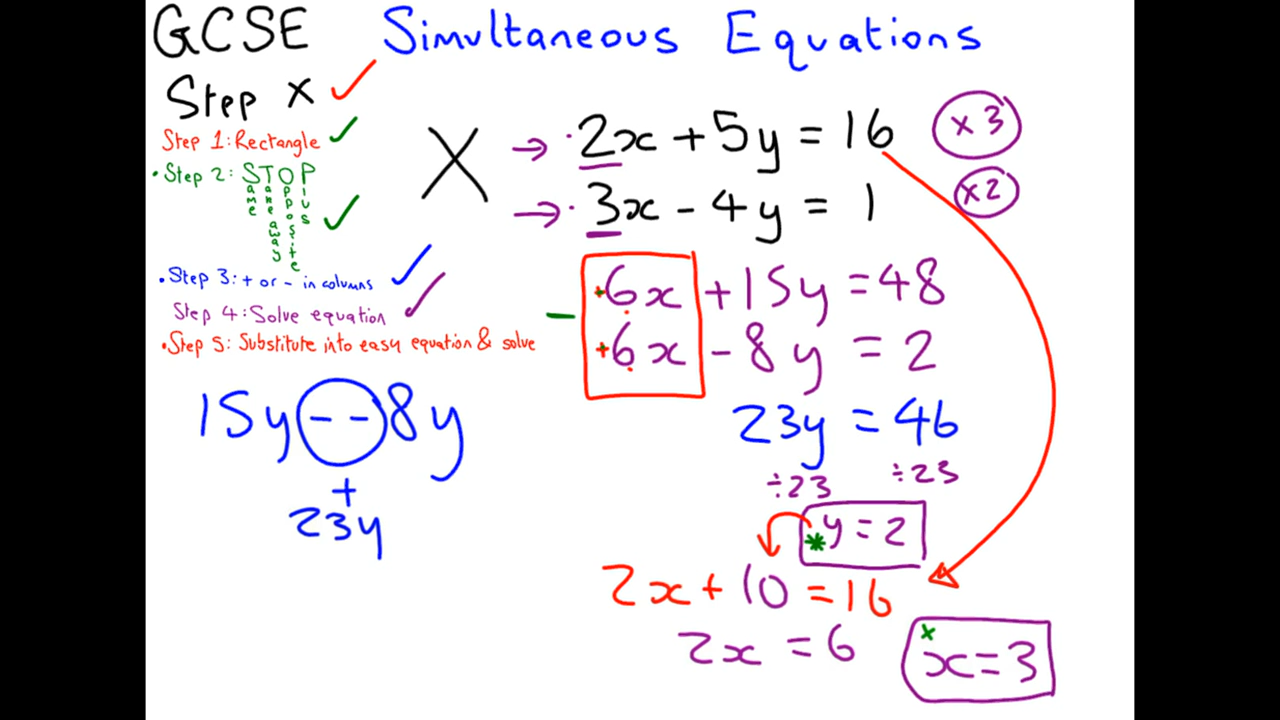 GCSE Simultaneous Equations
Step X ✓
Step 1: Rectangle ✓
• Step 2: STOP ✓
Same
Take away
Opposite
Plus
• Step 3: + or - in columns ✓
Step 4: Solve equation ✓
• Step 5: Substitute into easy equation & solve
15y - - 8y
+
23y
X → 2x + 5y = 16 ×3
→ 3x - 4y = 1 ×2
- +6x + 15y = 48
+6x - 8y = 2
23y = 46
÷23 ÷23
* y = 2
2x + 10 = 16
2x = 6
x x = 3